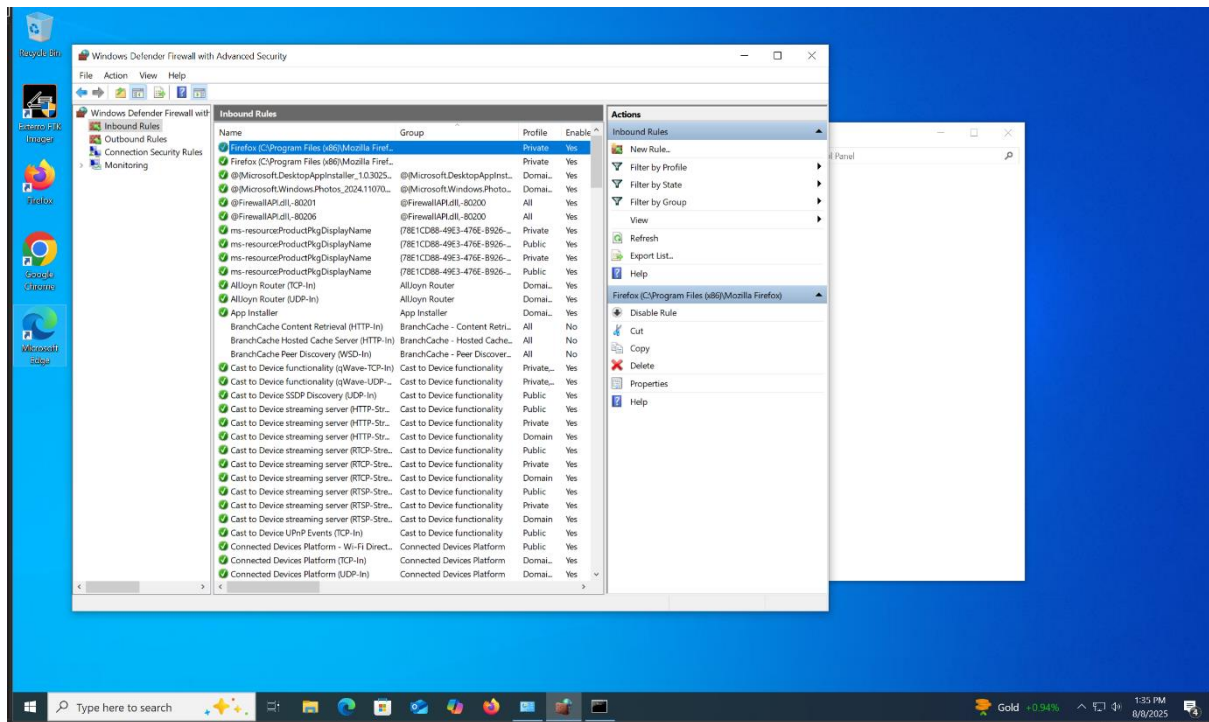 Recycle Bin
Exterro FTK
Imager
Firefox
Google
Chrome
Microsoft
Edge
Windows Defender Firewall with Advanced Security
File Action View Help
Windows Defender Firewall with
Inbound Rules
Outbound Rules
Connection Security Rules
Monitoring
Inbound Rules
Name Group Profile Enable
Firefox (C:\Program Files (x86)\Mozilla Firef... Private Yes
Firefox (C:\Program Files (x86)\Mozilla Firef... Private Yes
@{Microsoft.DesktopAppInstaller_1.0.3025... @{Microsoft.DesktopAppInst... Domai... Yes
@{Microsoft.Windows.Photos_2024.11070... @{Microsoft.Windows.Photo... Domai... Yes
@FirewallAPI.dll,-80201 @FirewallAPI.dll,-80200 All Yes
@FirewallAPI.dll,-80206 @FirewallAPI.dll,-80200 All Yes
ms-resource:ProductPkgDisplayName {78E1CD88-49E3-476E-B926-... Private Yes
ms-resource:ProductPkgDisplayName {78E1CD88-49E3-476E-B926-... Public Yes
ms-resource:ProductPkgDisplayName {78E1CD88-49E3-476E-B926-... Private Yes
ms-resource:ProductPkgDisplayName {78E1CD88-49E3-476E-B926-... Public Yes
AllJoyn Router (TCP-In) AllJoyn Router Domai... Yes
AllJoyn Router (UDP-In) AllJoyn Router Domai... Yes
App Installer App Installer Domai... Yes
BranchCache Content Retrieval (HTTP-In) BranchCache - Content Retri... All No
BranchCache Hosted Cache Server (HTTP-In) BranchCache - Hosted Cache... All No
BranchCache Peer Discovery (WSD-In) BranchCache - Peer Discover... All No
Cast to Device functionality (qWave-TCP-In) Cast to Device functionality Private,... Yes
Cast to Device functionality (qWave-UDP-... Cast to Device functionality Private,... Yes
Cast to Device SSDP Discovery (UDP-In) Cast to Device functionality Public Yes
Cast to Device streaming server (HTTP-Str... Cast to Device functionality Public Yes
Cast to Device streaming server (HTTP-Str... Cast to Device functionality Private Yes
Cast to Device streaming server (HTTP-Str... Cast to Device functionality Domain Yes
Cast to Device streaming server (RTCP-Stre... Cast to Device functionality Public Yes
Cast to Device streaming server (RTCP-Stre... Cast to Device functionality Private Yes
Cast to Device streaming server (RTCP-Stre... Cast to Device functionality Domain Yes
Cast to Device streaming server (RTSP-Stre... Cast to Device functionality Public Yes
Cast to Device streaming server (RTSP-Stre... Cast to Device functionality Private Yes
Cast to Device streaming server (RTSP-Stre... Cast to Device functionality Domain Yes
Cast to Device UPnP Events (TCP-In) Cast to Device functionality Public Yes
Connected Devices Platform - Wi-Fi Direct... Connected Devices Platform Public Yes
Connected Devices Platform (TCP-In) Connected Devices Platform Domai... Yes
Connected Devices Platform (UDP-In) Connected Devices Platform Domai... Yes
Actions
Inbound Rules
New Rule...
Filter by Profile
Filter by State
Filter by Group
View
Refresh
Export List...
Help
Firefox (C:\Program Files (x86)\Mozilla Firefox)
Disable Rule
Cut
Copy
Delete
Properties
Help
ol Panel
Type here to search
Gold +0.94%
1:35 PM
8/8/2025
4